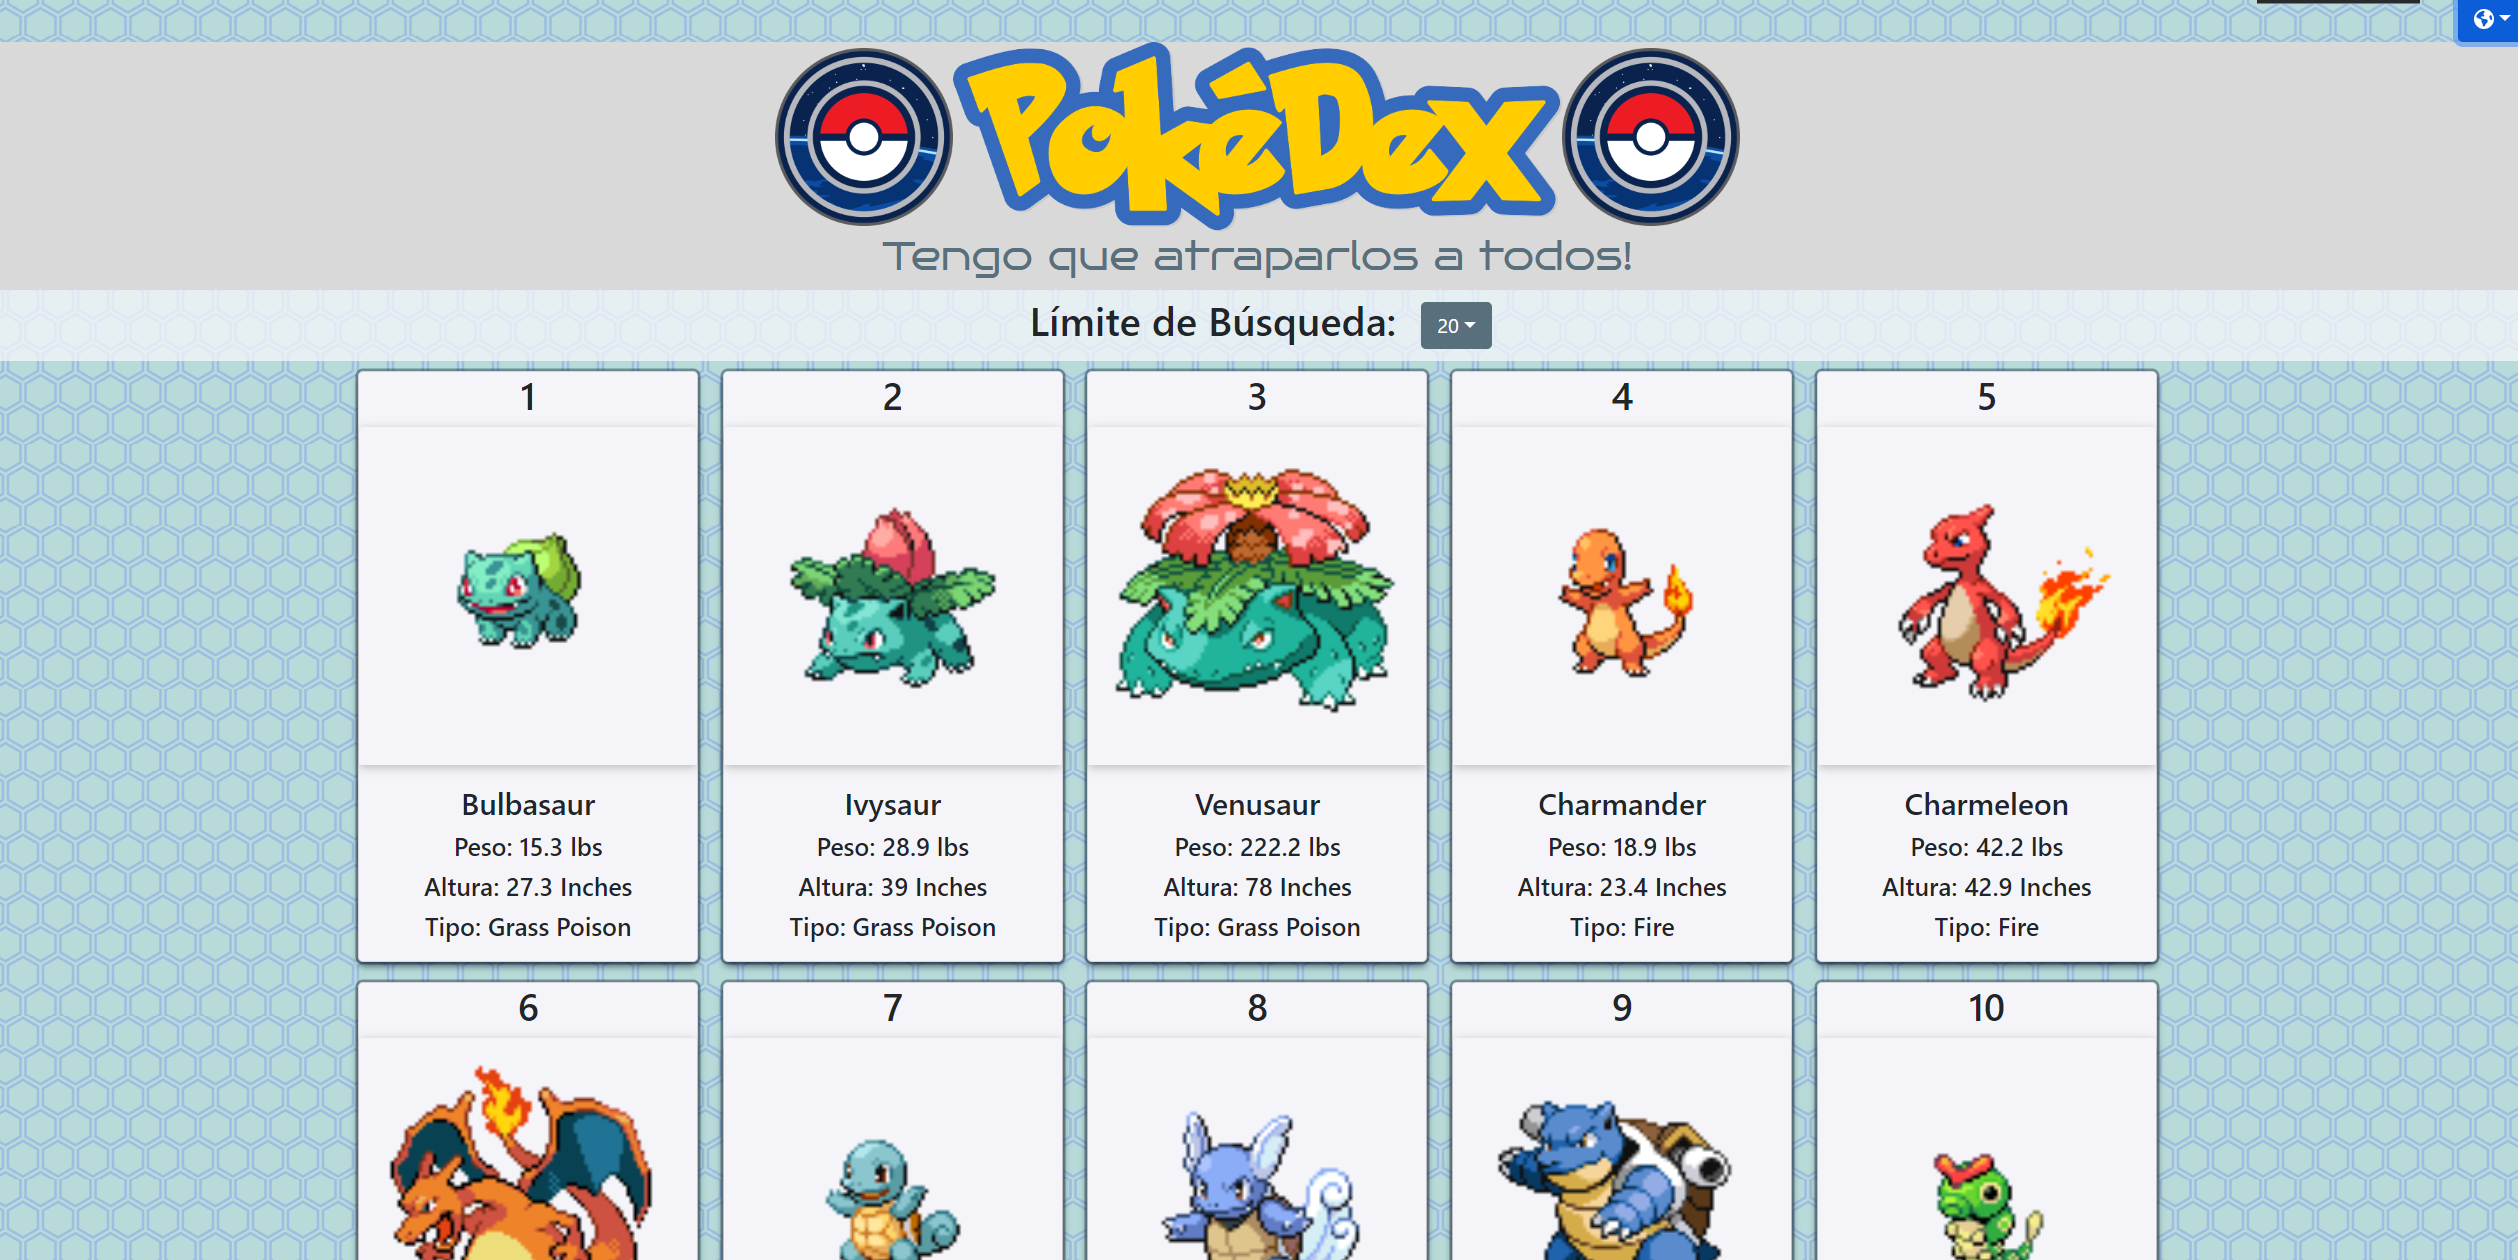 PokéDex
Tengo que atraparlos a todos!
Límite de Búsqueda: 20
1
2
3
4
5
Bulbasaur
Peso: 15.3 lbs
Altura: 27.3 Inches
Tipo: Grass Poison
Ivysaur
Peso: 28.9 lbs
Altura: 39 Inches
Tipo: Grass Poison
Venusaur
Peso: 222.2 lbs
Altura: 78 Inches
Tipo: Grass Poison
Charmander
Peso: 18.9 lbs
Altura: 23.4 Inches
Tipo: Fire
Charmeleon
Peso: 42.2 lbs
Altura: 42.9 Inches
Tipo: Fire
6
7
8
9
10